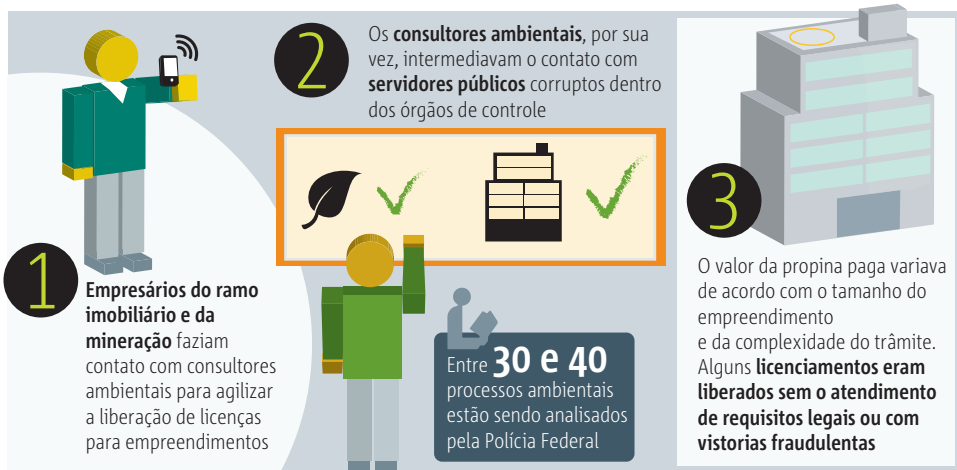 1
Empresários do ramo
imobiliário e da
mineração faziam
contato com consultores
ambientais para agilizar
a liberação de licenças
para empreendimentos
2
Os consultores ambientais, por sua
vez, intermediavam o contato com
servidores públicos corruptos dentro
dos órgãos de controle
Entre 30 e 40
processos ambientais
estão sendo analisados
pela Polícia Federal
3
O valor da propina paga variava
de acordo com o tamanho do
empreendimento
e da complexidade do trâmite.
Alguns licenciamentos eram
liberados sem o atendimento
de requisitos legais ou com
vistorias fraudulentas